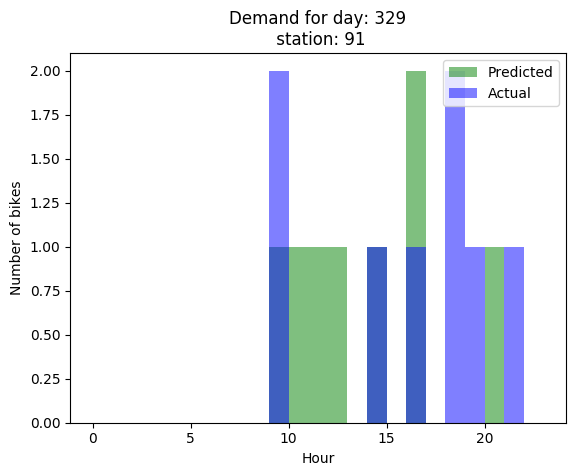 Demand for day: 329
station: 91
Predicted
Actual
2.00
1.75
1.50
1.25
1.00
0.75
0.50
0.25
0.00
Number of bikes
0
5
10
15
20
Hour